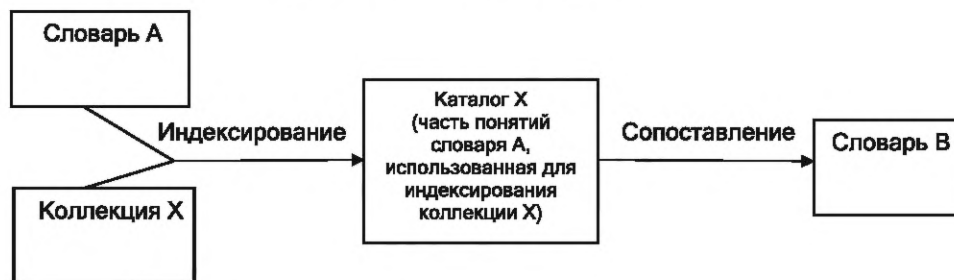 Словарь А
Индексирование
Коллекция X
Каталог X
(часть понятий
словаря А,
использованная для
индексирования
коллекции X)
Сопоставление
Словарь В